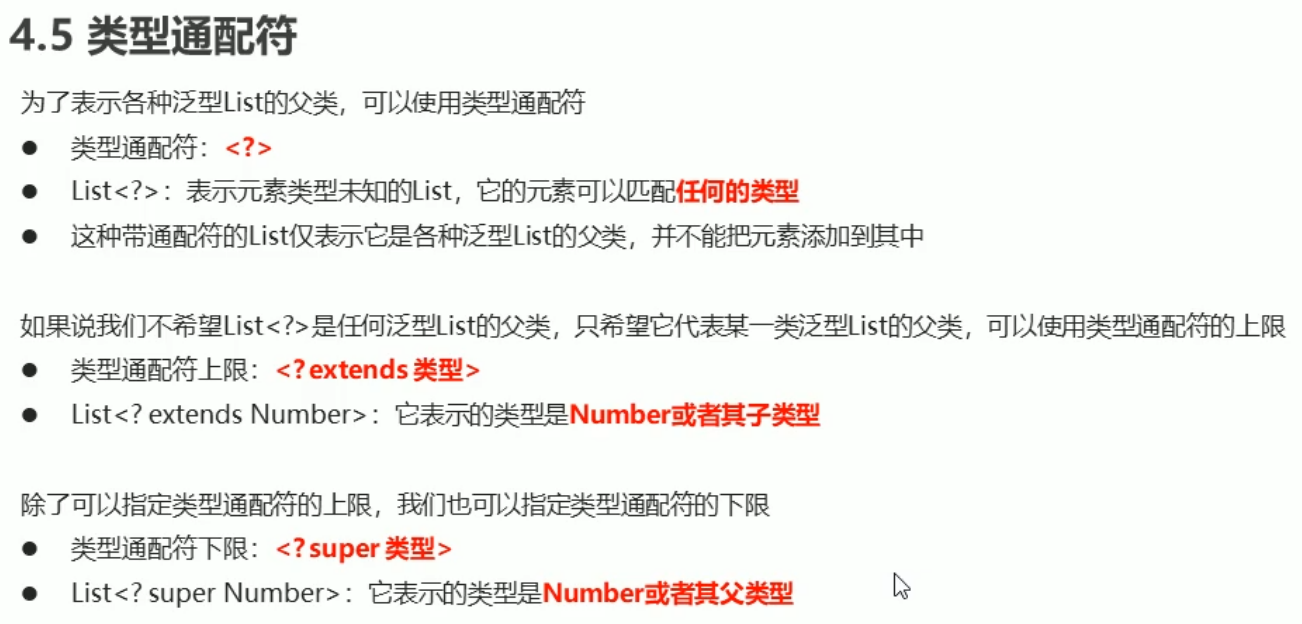 4.5 类型通配符
为了表示各种泛型List的父类，可以使用类型通配符
● 类型通配符：<?>
● List<?>：表示元素类型未知的List，它的元素可以匹配任何的类型
● 这种带通配符的List仅表示它是各种泛型List的父类，并不能把元素添加到其中
如果说我们不希望List<?>是任何泛型List的父类，只希望它代表某一类泛型List的父类，可以使用类型通配符的上限
● 类型通配符上限：<? extends 类型>
● List<? extends Number>：它表示的类型是Number或者其子类型
除了可以指定类型通配符的上限，我们也可以指定类型通配符的下限
● 类型通配符下限：<? super 类型>
● List<? super Number>：它表示的类型是Number或者其父类型